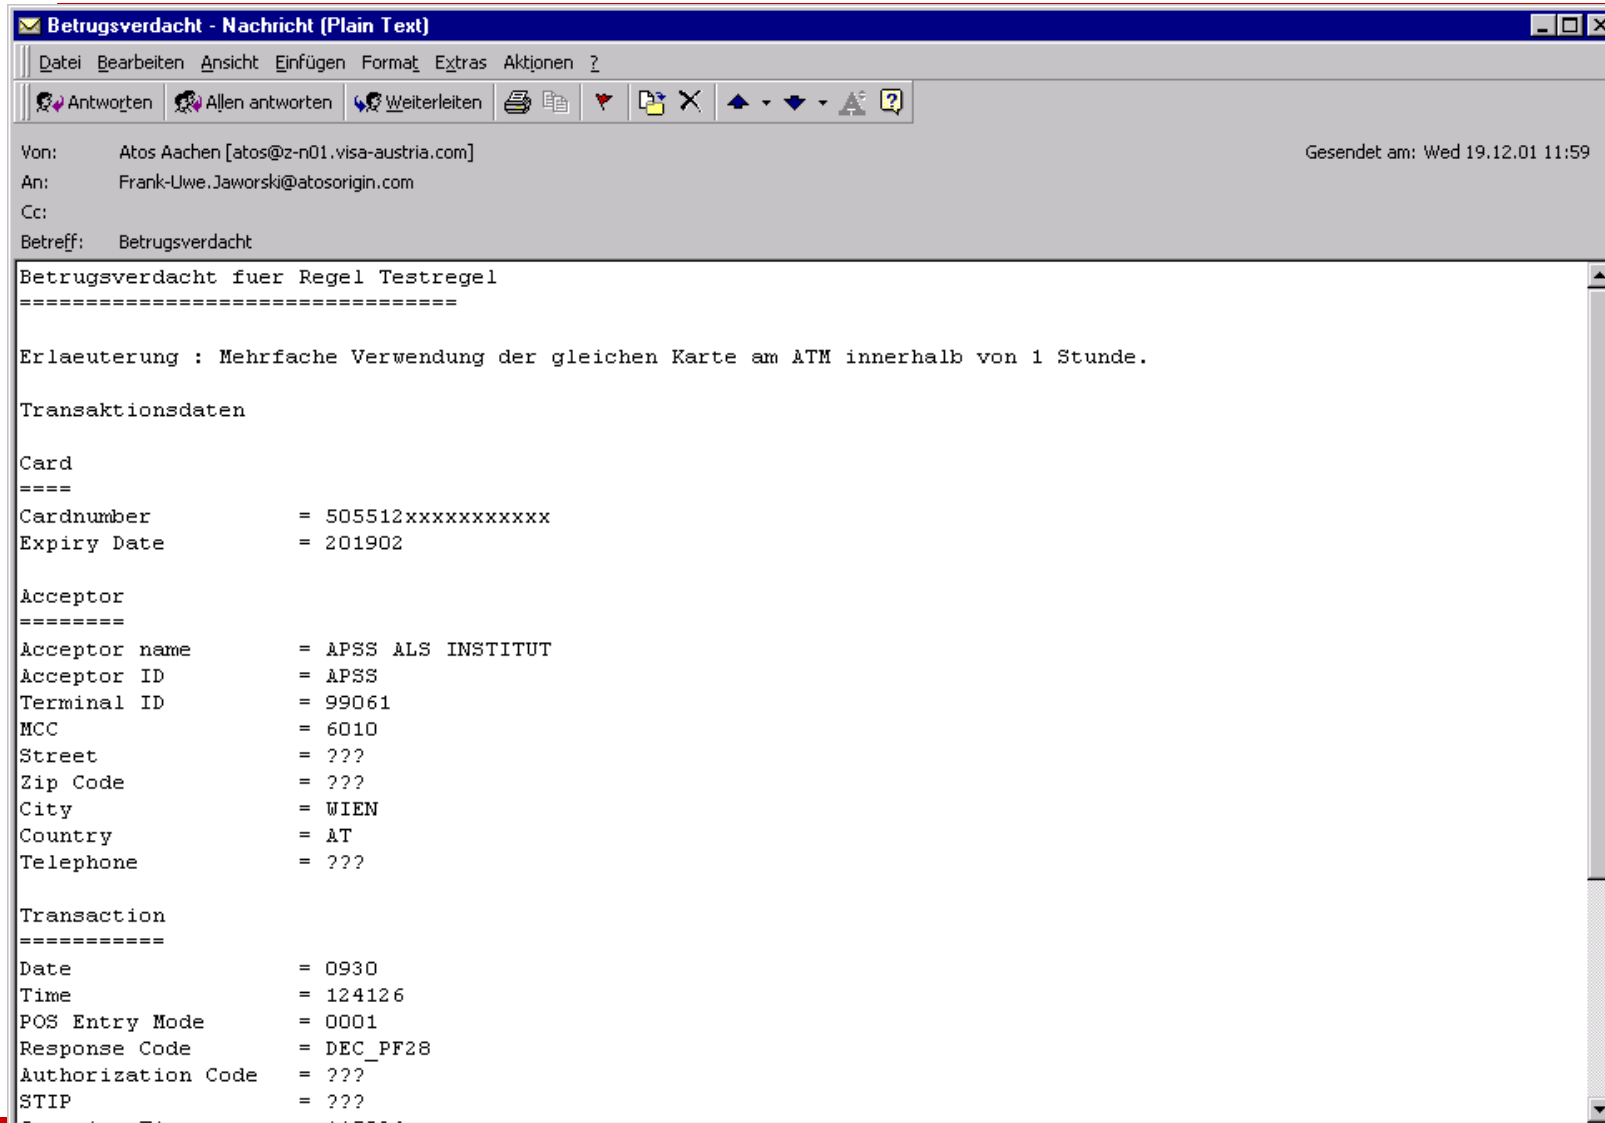 Betrugsverdacht - Nachricht (Plain Text)
Datei Bearbeiten Ansicht Einfügen Format Extras Aktionen ?
Antworten Allen antworten Weiterleiten
Von: Atos Aachen [atos@z-n01.visa-austria.com] Gesendet am: Wed 19.12.01 11:59
An: Frank-Uwe.Jaworski@atosorigin.com
Cc:
Betreff: Betrugsverdacht
Betrugsverdacht fuer Regel Testregel
=================================
Erlaeuterung : Mehrfache Verwendung der gleichen Karte am ATM innerhalb von 1 Stunde.
Transaktionsdaten
Card
====
Cardnumber = 505512xxxxxxxxxxx
Expiry Date = 201902
Acceptor
========
Acceptor name = APSS ALS INSTITUT
Acceptor ID = APSS
Terminal ID = 99061
MCC = 6010
Street = ???
Zip Code = ???
City = WIEN
Country = AT
Telephone = ???
Transaction
===========
Date = 0930
Time = 124126
POS Entry Mode = 0001
Response Code = DEC_PF28
Authorization Code = ???
STIP = ???